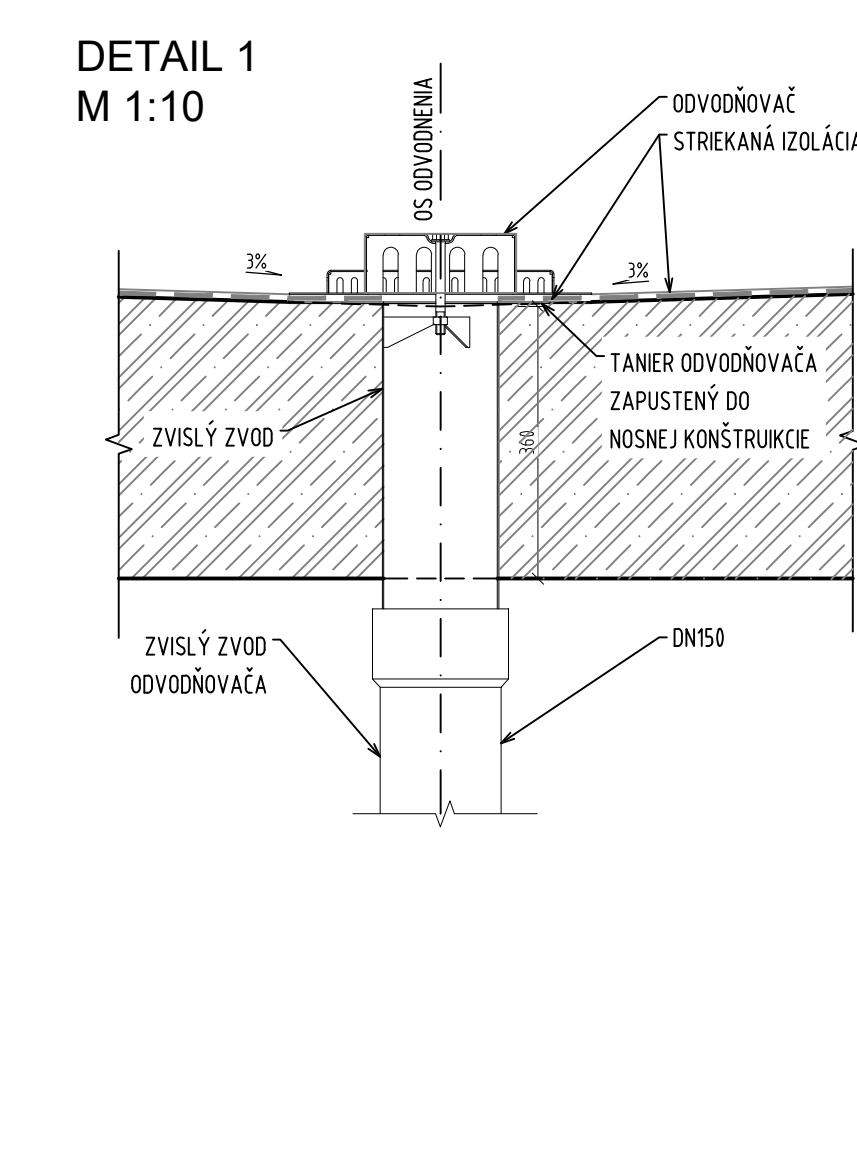 DETAIL 1
M 1:10
OS ODVODNENIA
ODVODŇOVAČ
STRIEKANÁ IZOLÁCIA
3%
3%
TANIER ODVODŇOVAČA
ZAPUSTENÝ DO
NOSNEJ KONŠTRUIKCIE
ZVISLÝ ZVOD
360
ZVISLÝ ZVOD
ODVODŇOVAČA
DN150